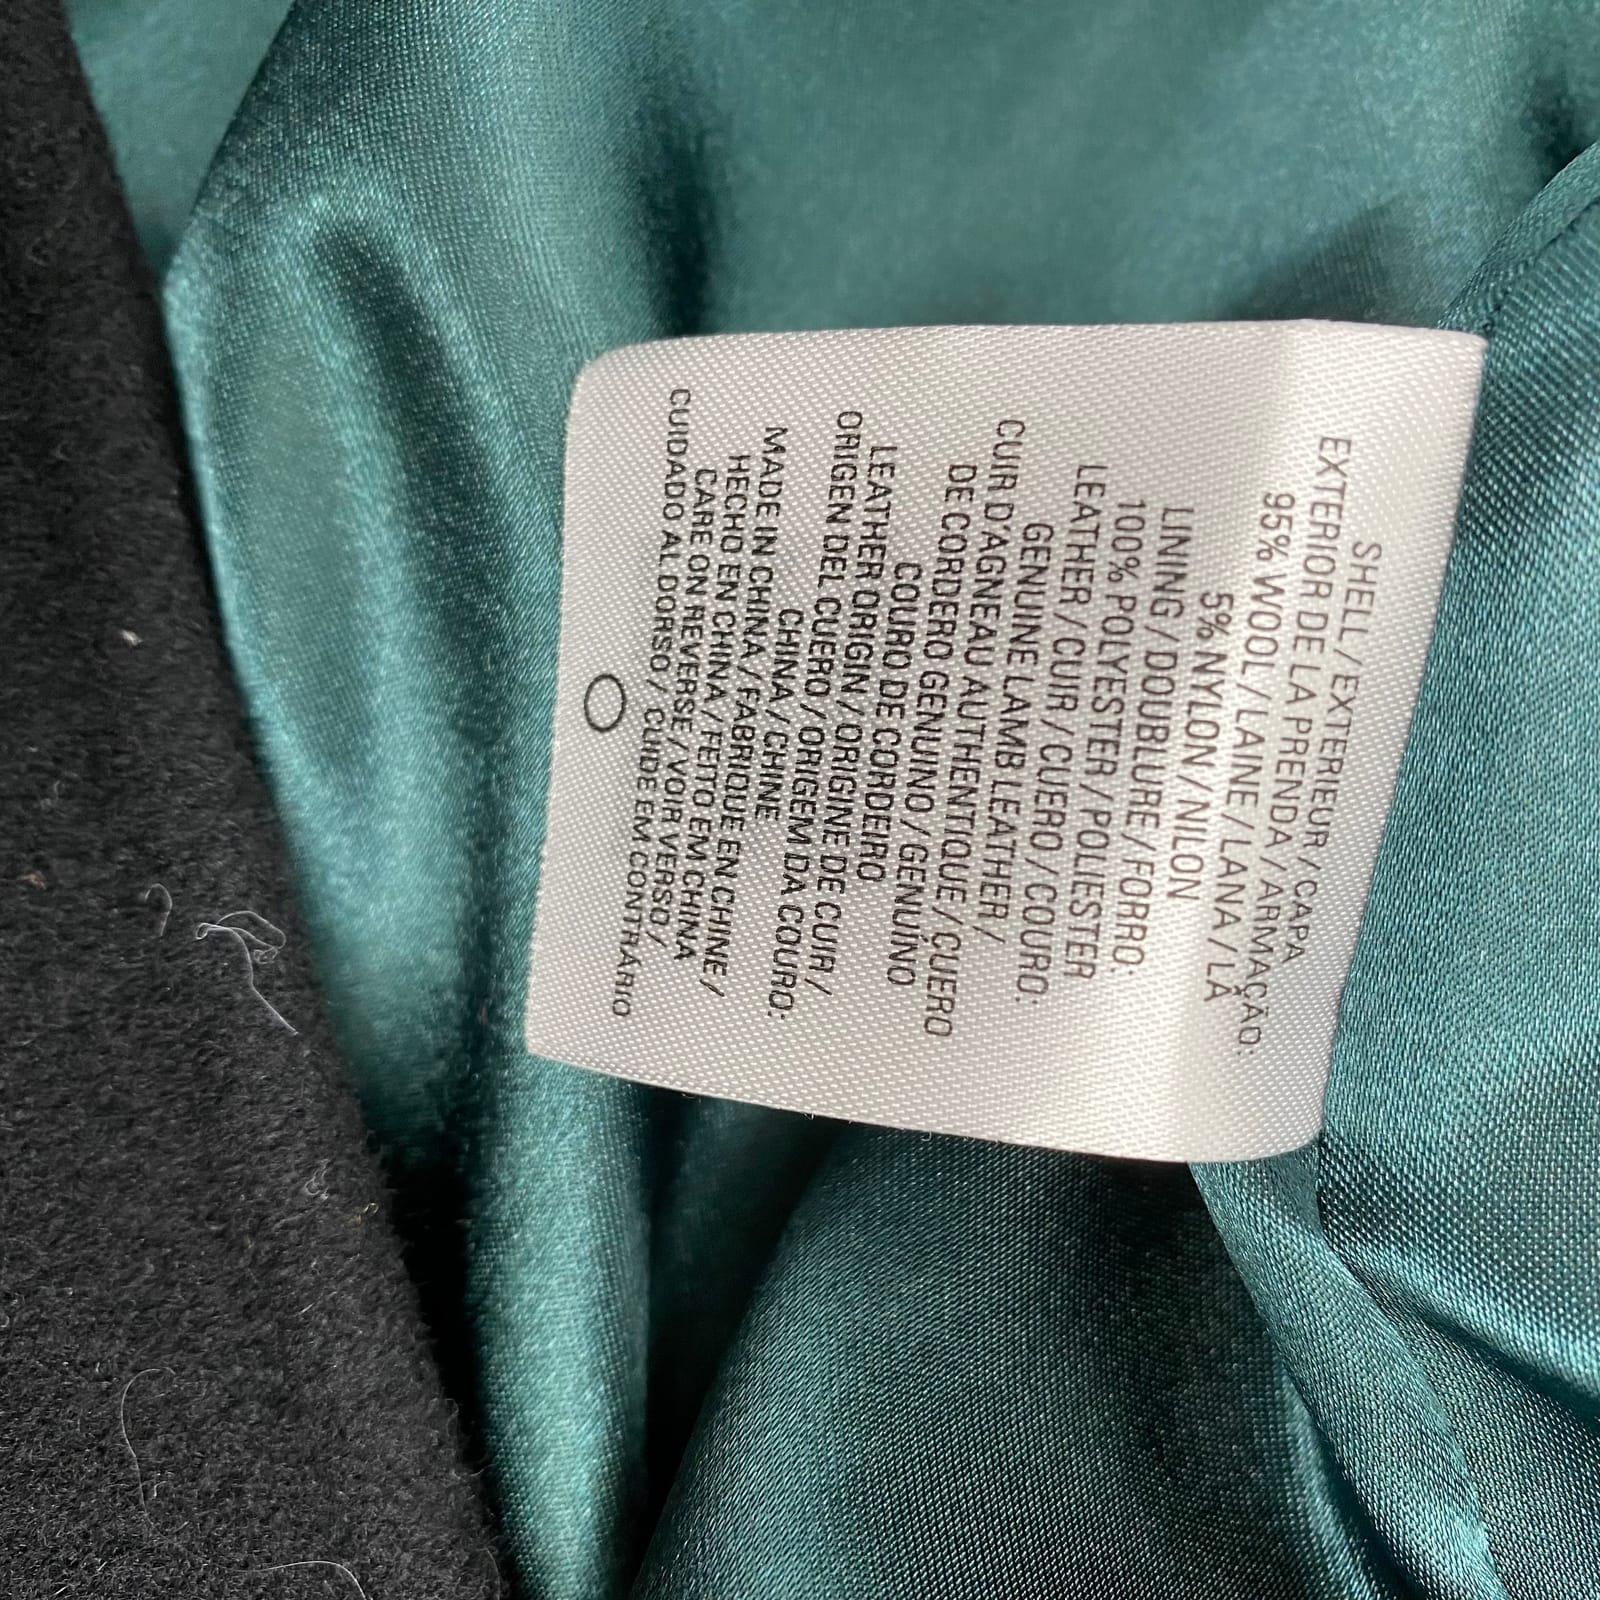 SHELL / EXTERIEUR / CAPA
EXTERIOR DE LA PRENDA / ARMAÇÃO:
95% WOOL / LAINE / LANA / LÃ
5% NYLON / NILON
LINING / DOUBLURE / FORRO:
100% POLYESTER / POLIESTER
LEATHER / CUIR / CUERO / COURO:
GENUINE LAMB LEATHER /
CUIR D'AGNEAU AUTHENTIQUE / CUERO
DE CORDERO GENUINO / GENUÍNO
COURO DE CORDEIRO
LEATHER ORIGIN / ORIGINE DE CUIR /
ORIGEN DEL CUERO / ORIGEM DA COURO:
CHINA / CHINE
MADE IN CHINA / FABRIQUE EN CHINE /
HECHO EN CHINA / FEITO EM CHINA
CARE ON REVERSE / VOIR VERSO /
CUIDADO AL DORSO / CUIDE EM CONTRÁRIO